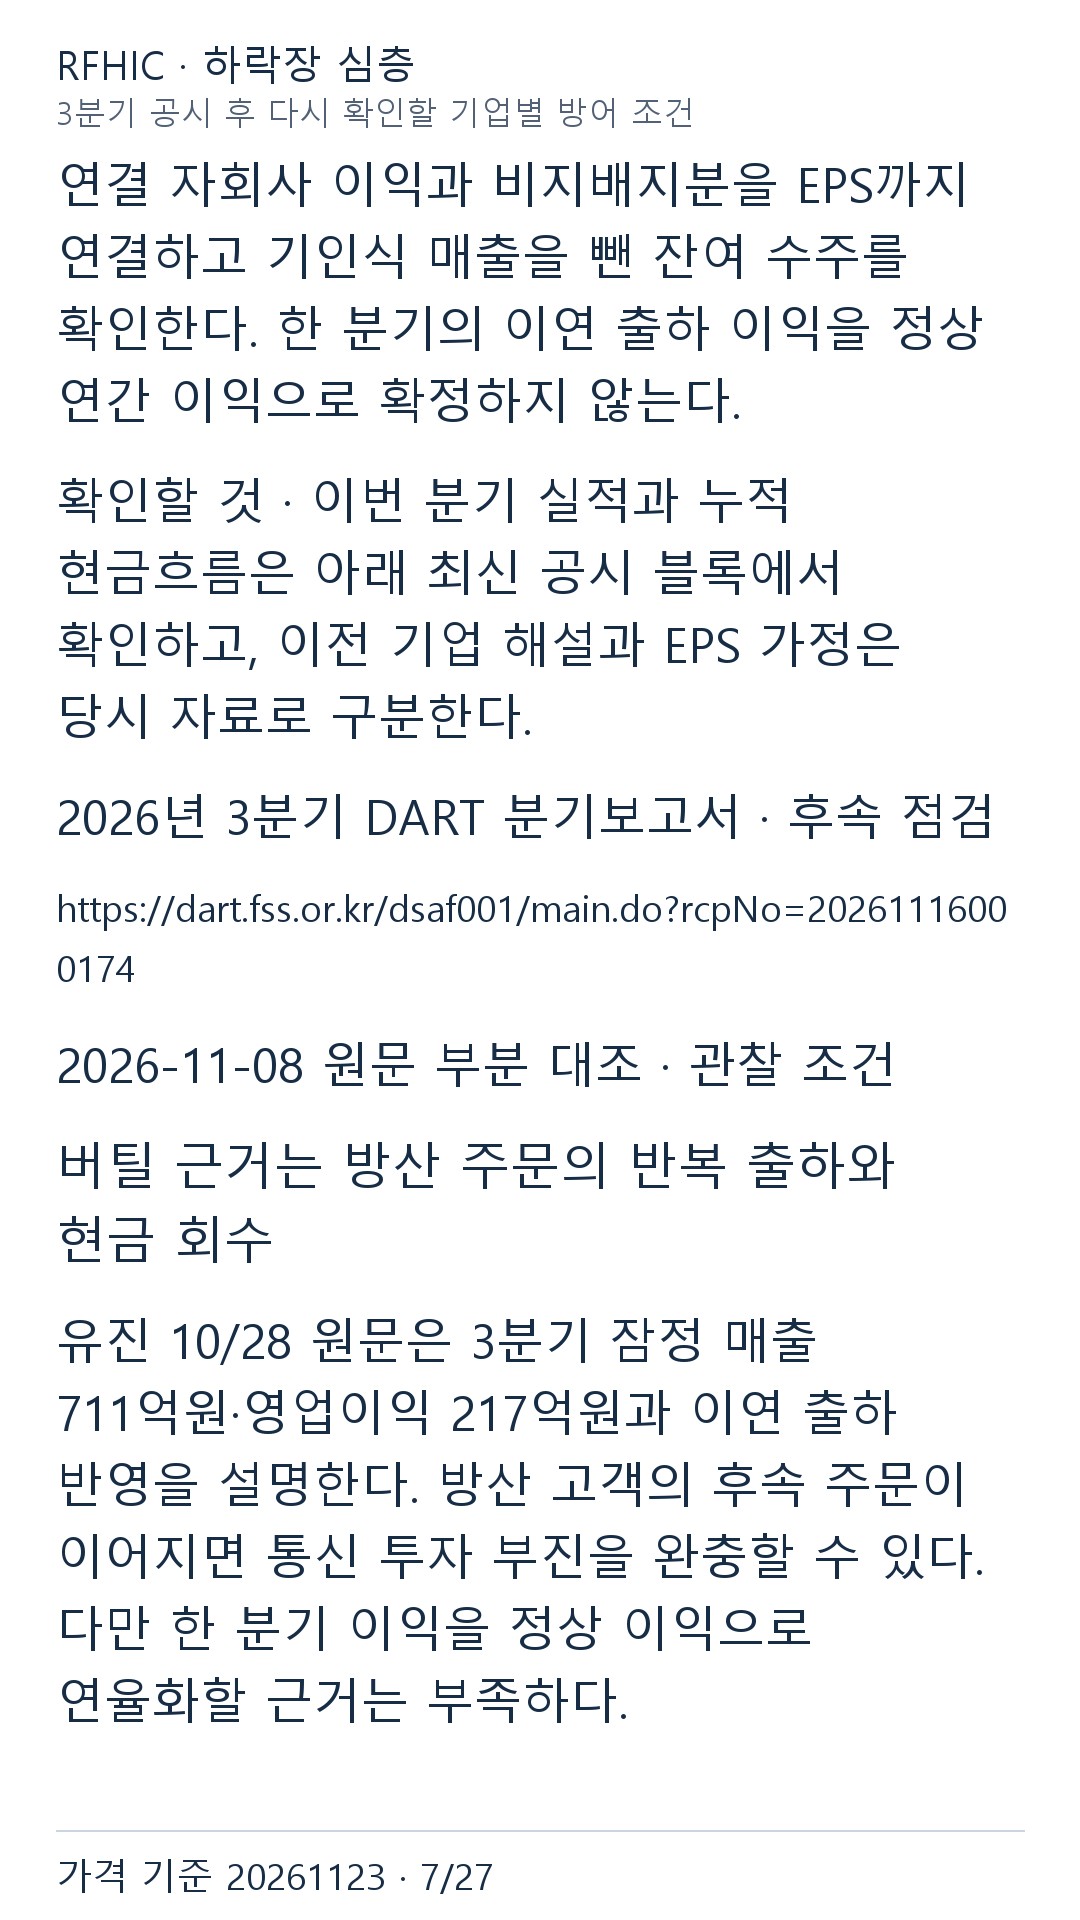 RFHIC · 하락장 심층
3분기 공시 후 다시 확인할 기업별 방어 조건
연결 자회사 이익과 비지배지분을 EPS까지
연결하고 기인식 매출을 뺀 잔여 수주를
확인한다. 한 분기의 이연 출하 이익을 정상
연간 이익으로 확정하지 않는다.
확인할 것 · 이번 분기 실적과 누적
현금흐름은 아래 최신 공시 블록에서
확인하고, 이전 기업 해설과 EPS 가정은
당시 자료로 구분한다.
2026년 3분기 DART 분기보고서 · 후속 점검
https://dart.fss.or.kr/dsaf001/main.do?rcpNo=2026111600
0174
2026-11-08 원문 부분 대조 · 관찰 조건
버틸 근거는 방산 주문의 반복 출하와
현금 회수
유진 10/28 원문은 3분기 잠정 매출
711억원·영업이익 217억원과 이연 출하
반영을 설명한다. 방산 고객의 후속 주문이
이어지면 통신 투자 부진을 완충할 수 있다.
다만 한 분기 이익을 정상 이익으로
연율화할 근거는 부족하다.
가격 기준 20261123 · 7/27